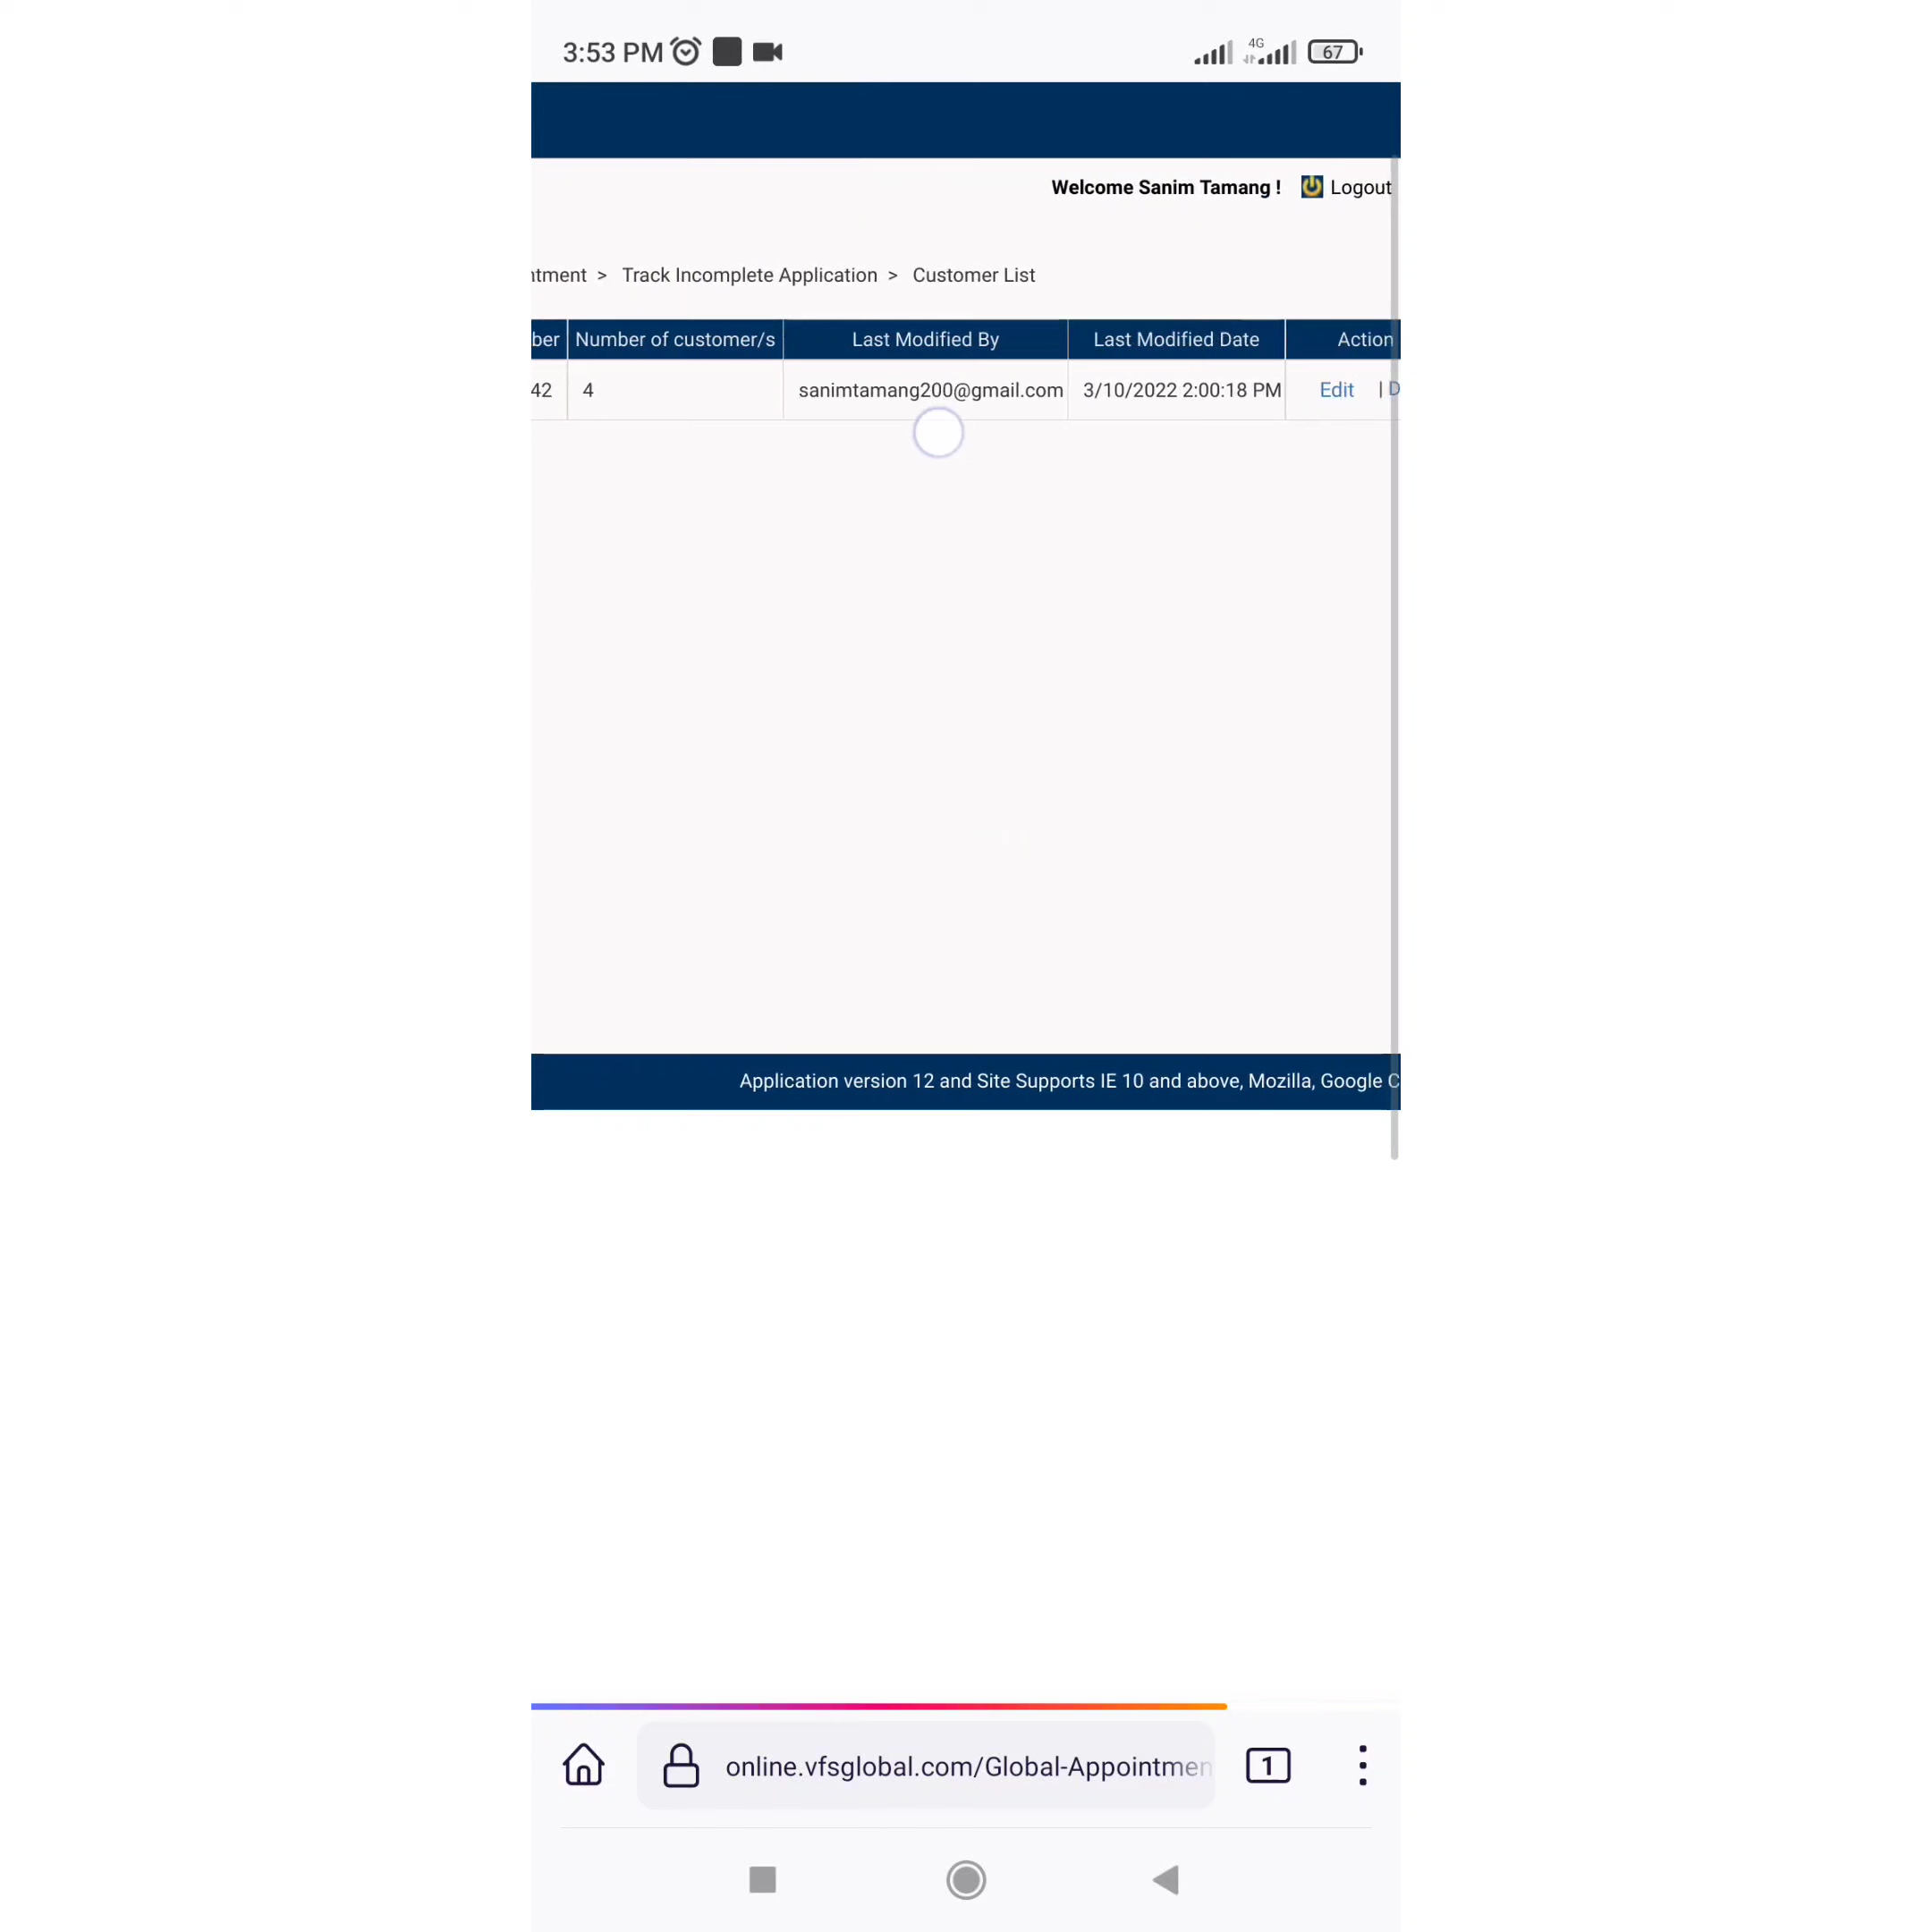 3:53 PM 4G 67
Welcome Sanim Tamang ! Logout
ntment > Track Incomplete Application > Customer List
ber Number of customer/s Last Modified By Last Modified Date Action
42 4 sanimtamang200@gmail.com 3/10/2022 2:00:18 PM Edit | D
Application version 12 and Site Supports IE 10 and above, Mozilla, Google C
online.vfsglobal.com/Global-Appointmen 1